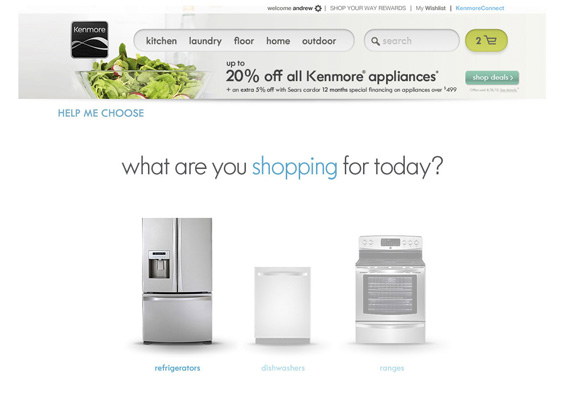 welcome andrew | SHOP YOUR WAY REWARDS | My Wishlist | KenmoreConnect
Kenmore
kitchen laundry floor home outdoor
search
2
up to
20% off all Kenmore® appliances*
+ an extra 5% off with Sears card or 12 months special financing on appliances over $499
shop deals >
HELP ME CHOOSE
what are you shopping for today?
refrigerators
dishwashers
ranges